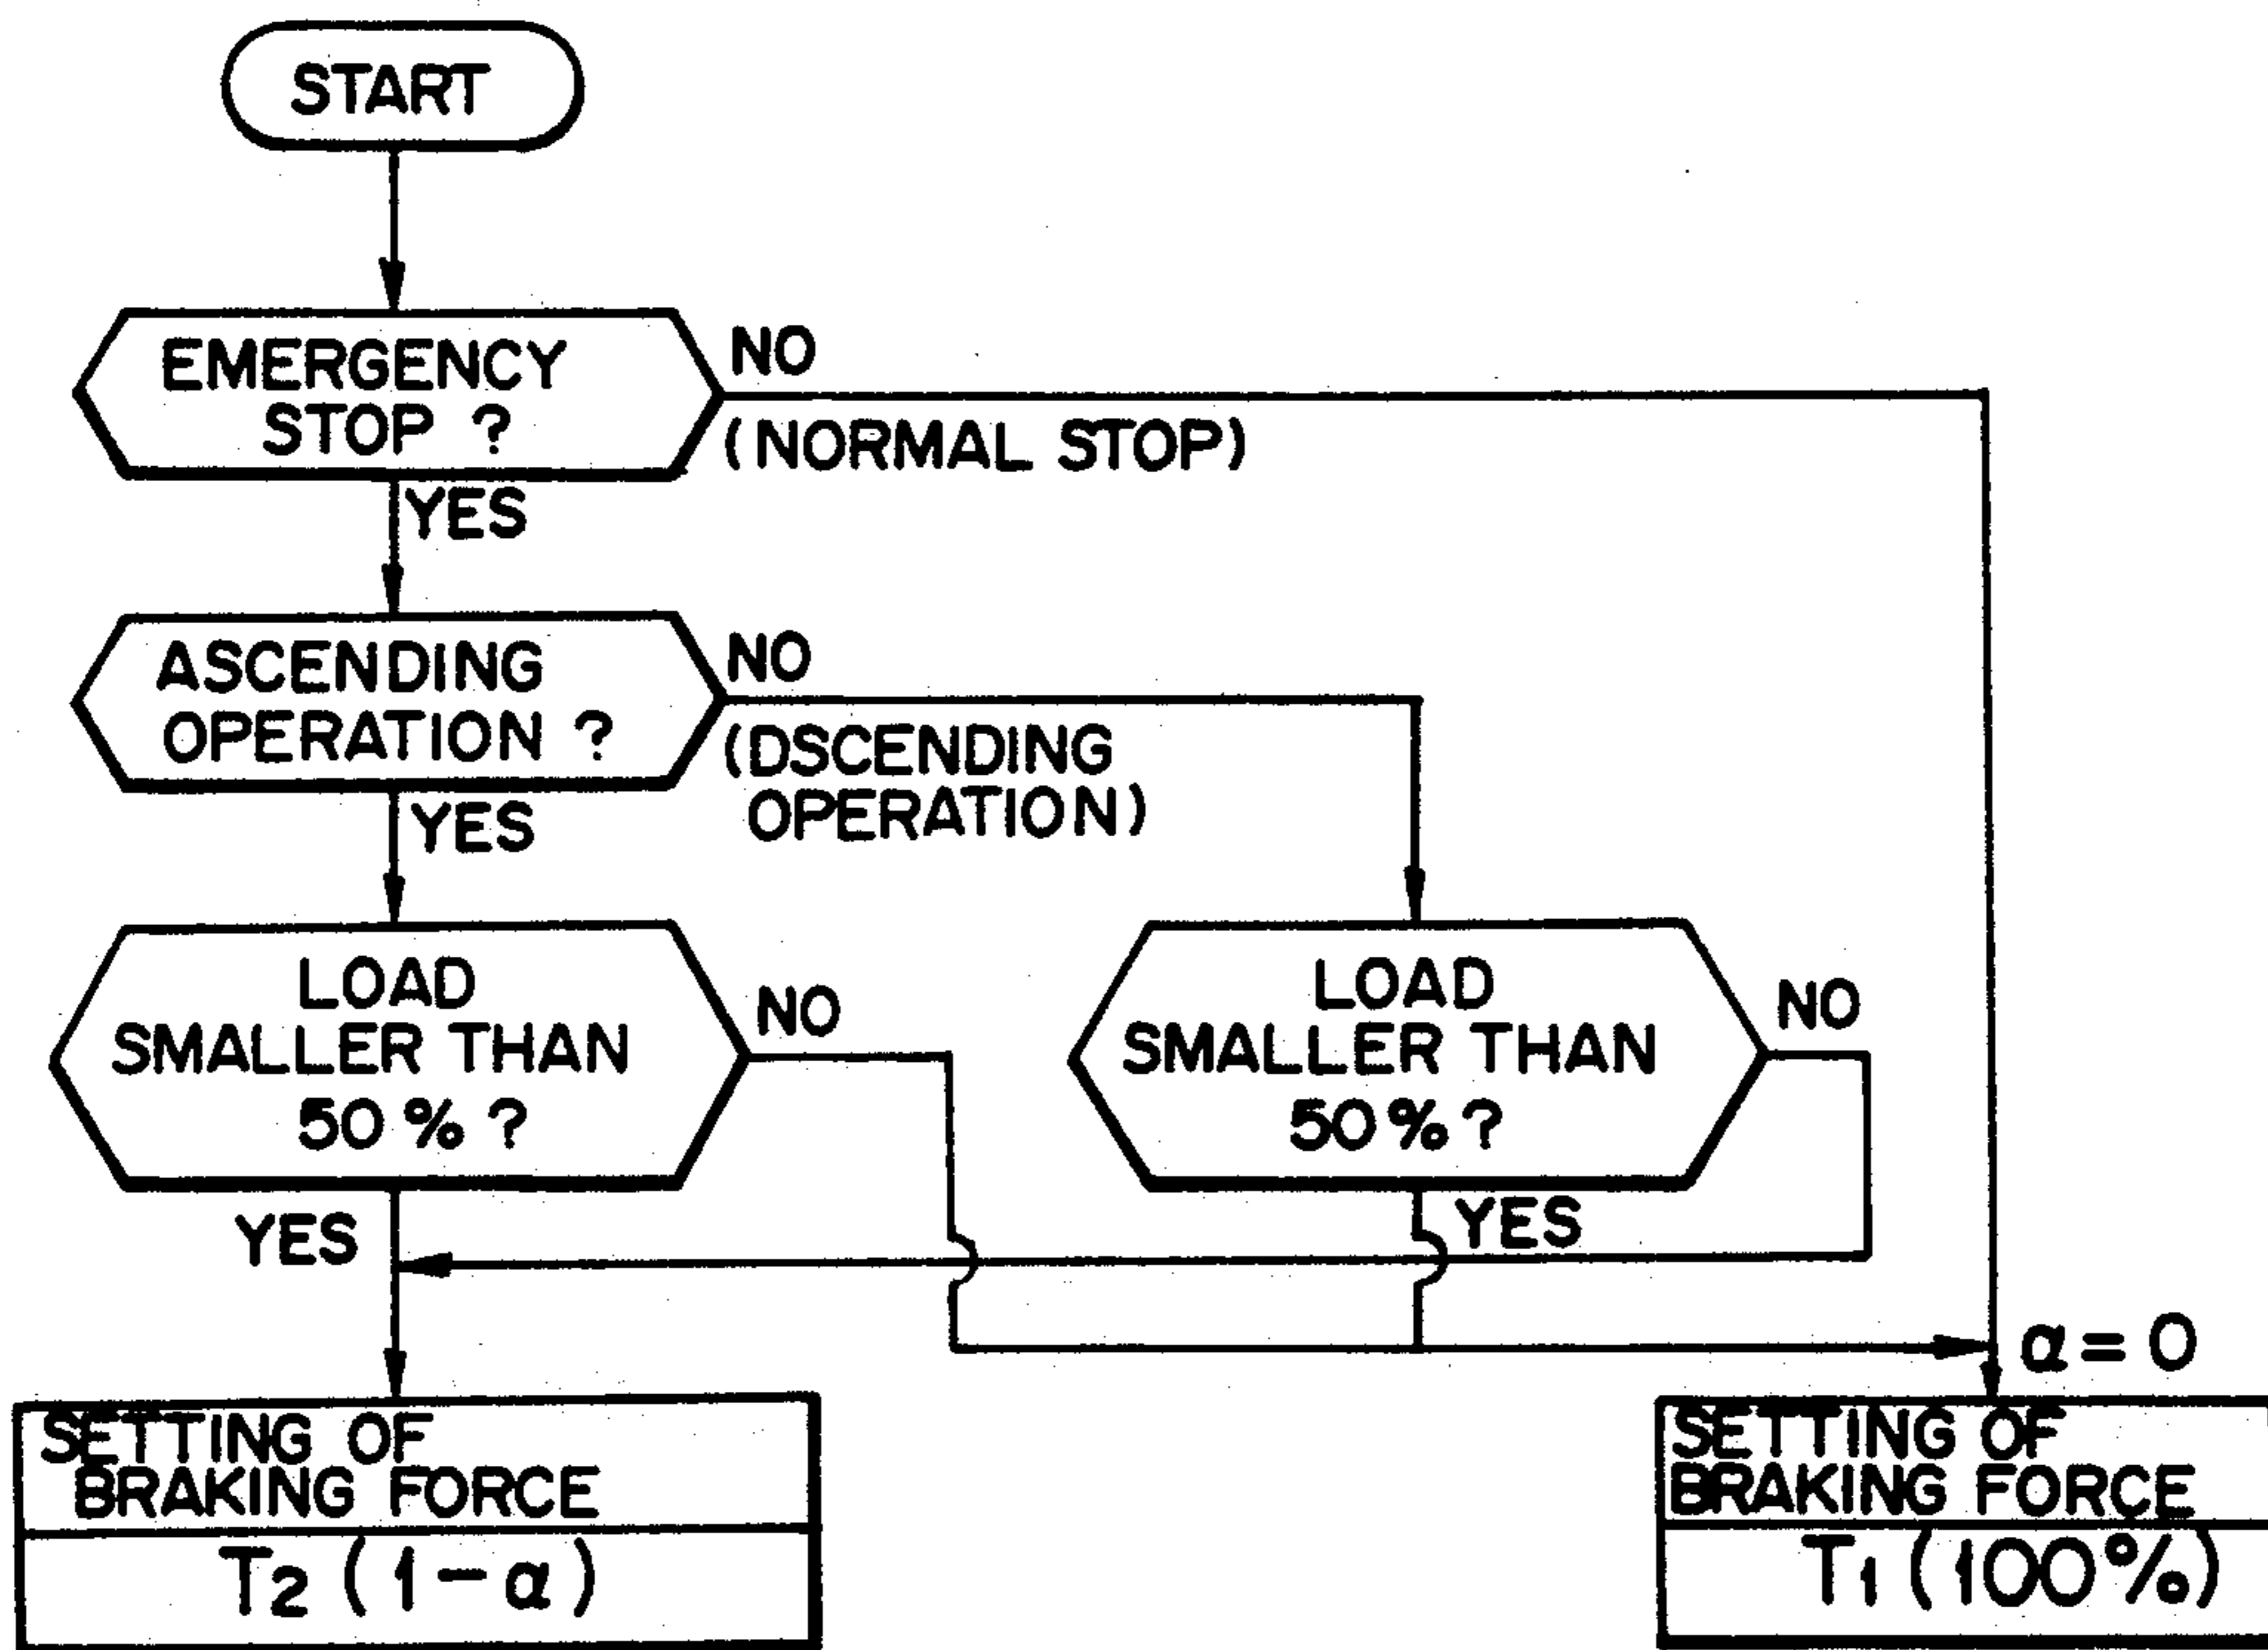 START
EMERGENCY
STOP ?
NO
(NORMAL STOP)
YES
ASCENDING
OPERATION ?
NO
(DSCENDING
OPERATION)
YES
LOAD
SMALLER THAN
50% ?
NO
YES
LOAD
SMALLER THAN
50% ?
NO
YES
α = 0
SETTING OF
BRAKING FORCE
T2 (1-α)
SETTING OF
BRAKING FORCE
T1 (100%)